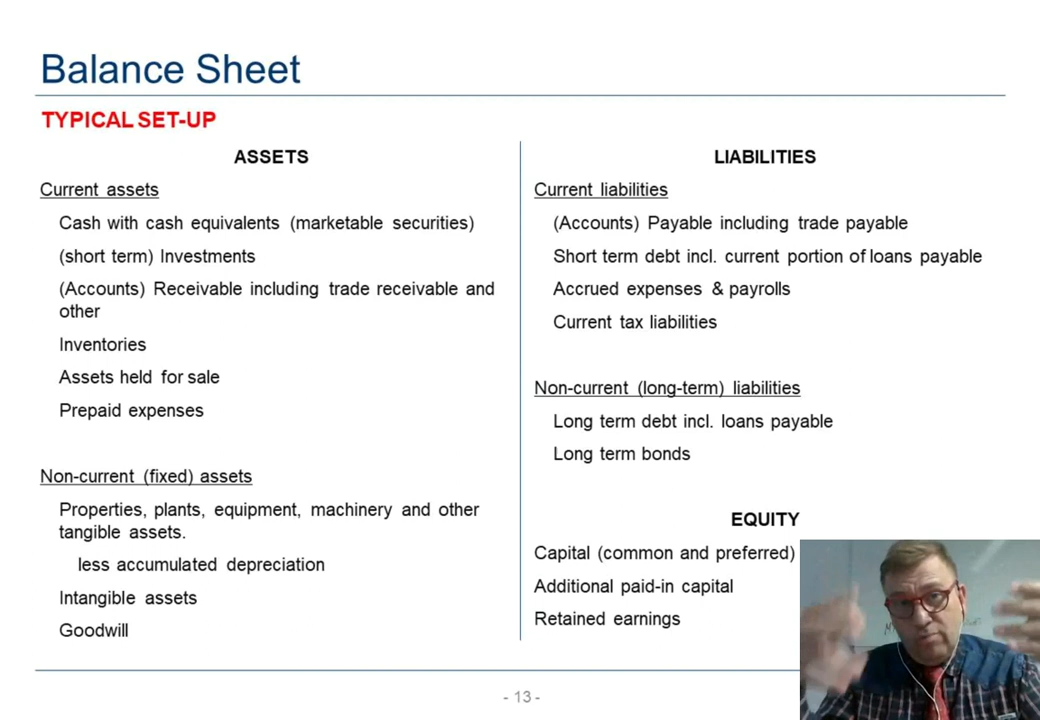 Balance Sheet
TYPICAL SET-UP
ASSETS
Current assets
Cash with cash equivalents (marketable securities)
(short term) Investments
(Accounts) Receivable including trade receivable and
other
Inventories
Assets held for sale
Prepaid expenses
Non-current (fixed) assets
Properties, plants, equipment, machinery and other
tangible assets.
less accumulated depreciation
Intangible assets
Goodwill
LIABILITIES
Current liabilities
(Accounts) Payable including trade payable
Short term debt incl. current portion of loans payable
Accrued expenses & payrolls
Current tax liabilities
Non-current (long-term) liabilities
Long term debt incl. loans payable
Long term bonds
EQUITY
Capital (common and preferred)
Additional paid-in capital
Retained earnings
- 13 -